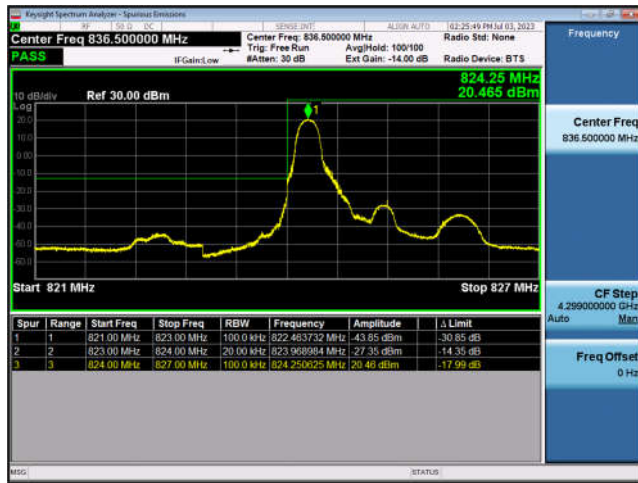 Keysight Spectrum Analyzer - Spurious Emissions
RF 50 Ω DC SENSE:INT ALIGN AUTO 02:25:49 PM Jul 03, 2023
Center Freq 836.500000 MHz
Center Freq: 836.500000 MHz
Radio Std: None
Trig: Free Run Avg|Hold: 100/100
PASS
IFGain:Low #Atten: 30 dB Ext Gain: -14.00 dB Radio Device: BTS
824.25 MHz
20.465 dBm
10 dB/div Ref 30.00 dBm
Log
20.0
10.0
0.00
-10.0
-20.0
-30.0
-40.0
-50.0
-60.0
1
Start 821 MHz Stop 827 MHz
Spur Range Start Freq Stop Freq RBW Frequency Amplitude Δ Limit
1 1 821.00 MHz 823.00 MHz 100.0 kHz 822.463732 MHz -43.85 dBm -30.85 dB
2 2 823.00 MHz 824.00 MHz 20.00 kHz 823.968984 MHz -27.35 dBm -14.35 dB
3 3 824.00 MHz 827.00 MHz 100.0 kHz 824.250625 MHz 20.46 dBm -17.99 dB
Frequency
Center Freq
836.500000 MHz
CF Step
4.299000000 GHz
Auto Man
Freq Offset
0 Hz
MSG STATUS